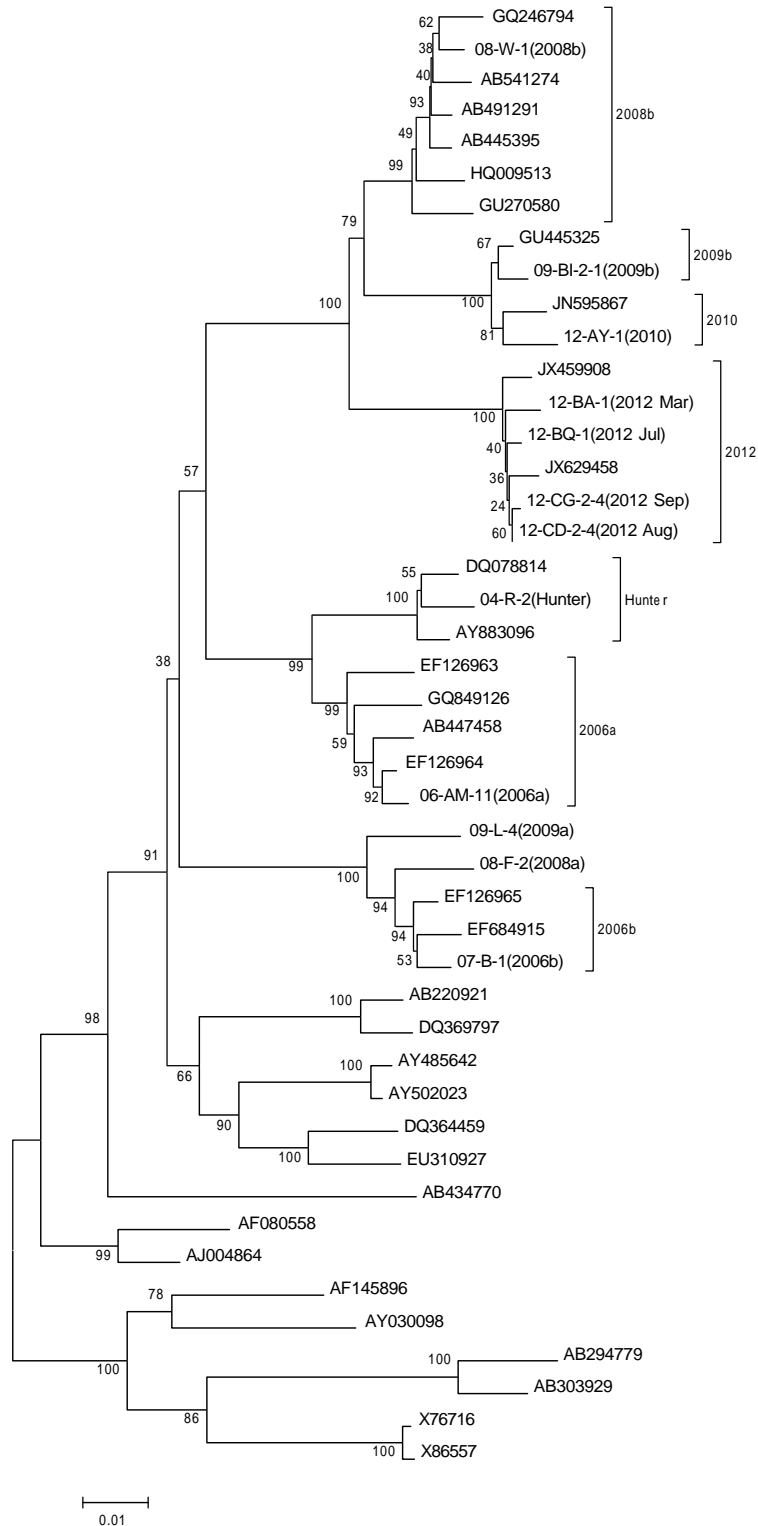 GQ246794
62
08-W-1(2008b)
38
AB541274
40
AB491291
93
2008b
AB445395
49
HQ009513
99
GU270580
79
GU445325
67
2009b
09-BI-2-1(2009b)
100
JN595867
100
2010
12-AY-1(2010)
81
JX459908
12-BA-1(2012 Mar)
100
12-BQ-1(2012 Jul)
40
2012
JX629458
57
36
12-CG-2-4(2012 Sep)
24
12-CD-2-4(2012 Aug)
60
DQ078814
55
04-R-2(Hunter)
100
Hunter
AY883096
38
EF126963
99
GQ849126
99
AB447458
2006a
59
EF126964
93
06-AM-11(2006a)
92
09-L-4(2009a)
91
08-F-2(2008a)
100
EF126965
94
EF684915
2006b
94
07-B-1(2006b)
53
AB220921
100
DQ369797
98
AY485642
100
66
AY502023
DQ364459
90
EU310927
100
AB434770
AF080558
AJ004864
99
AF145896
78
AY030098
AB294779
100
100
AB303929
X76716
86
X86557
100
0.01